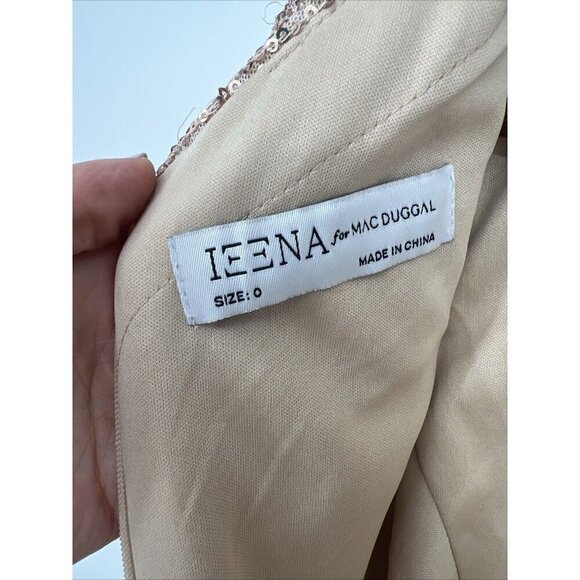 IEENA for MAC DUGGAL
MADE IN CHINA
SIZE: 0